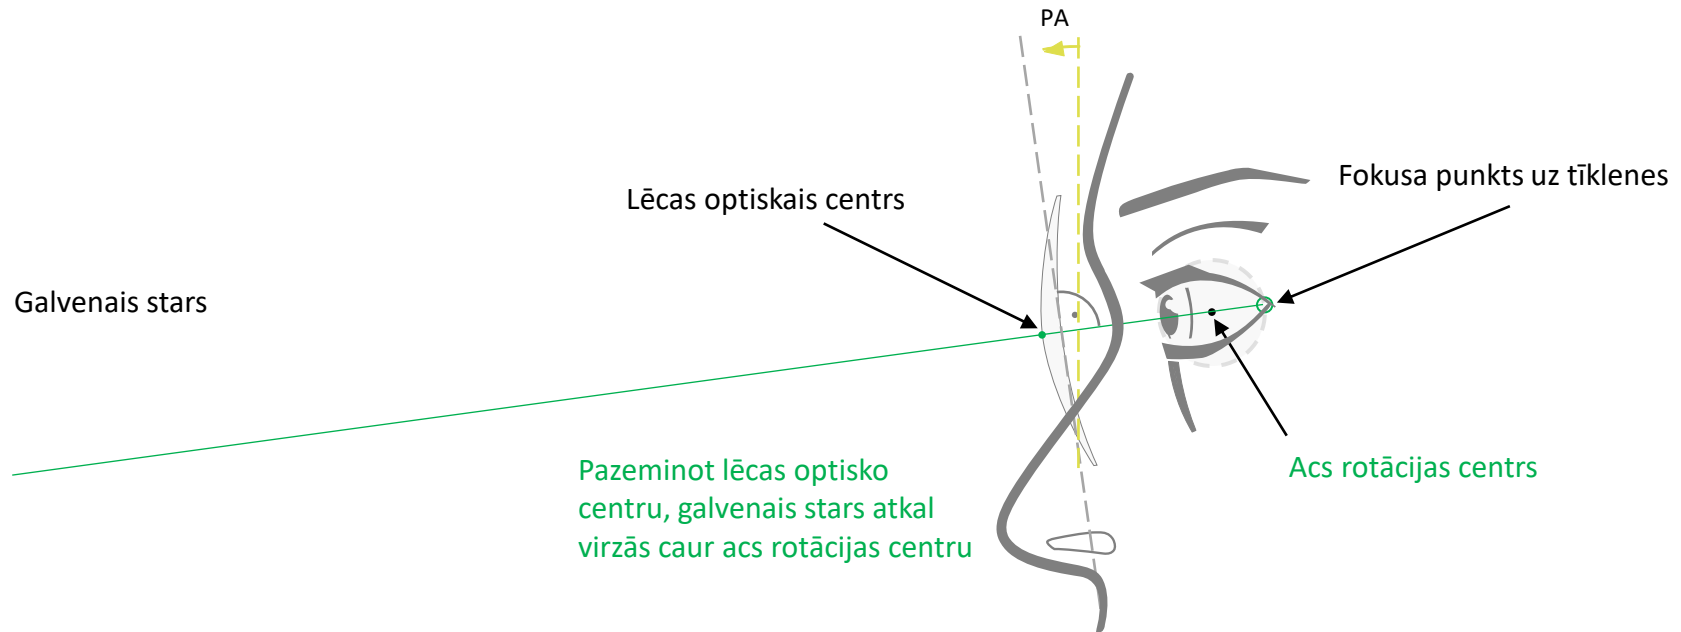 PA
Fokusa punkts uz tīklenes
Lēcas optiskais centrs
Galvenais stars
Acs rotācijas centrs
Pazeminot lēcas optisko
centru, galvenais stars atkal
virzās caur acs rotācijas centru